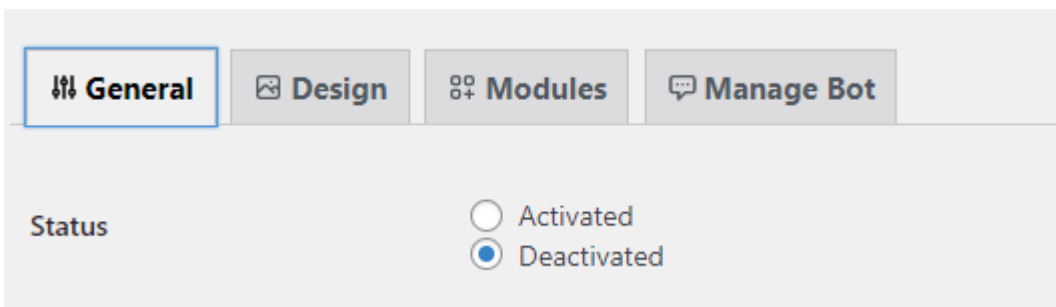 General Design Modules Manage Bot
Status Activated
Deactivated